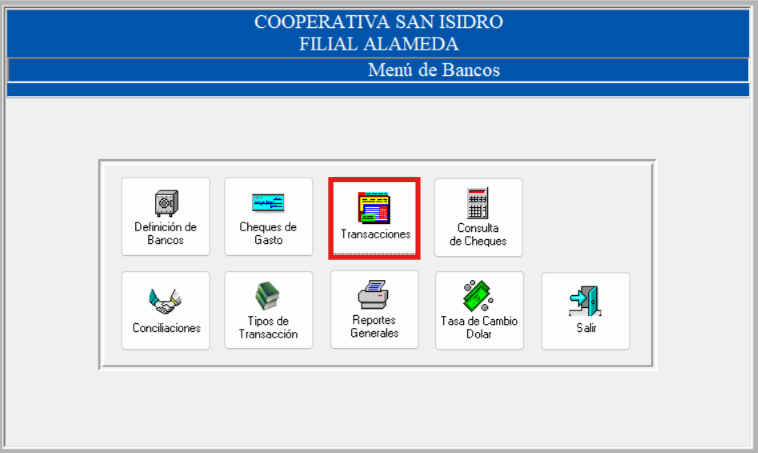 COOPERATIVA SAN ISIDRO
FILIAL ALAMEDA
Menú de Bancos
Definición de
Bancos
Cheques de
Gasto
Transacciones
Consulta
de Cheques
Conciliaciones
Tipos de
Transacción
Reportes
Generales
Tasa de Cambio
Dolar
Salir